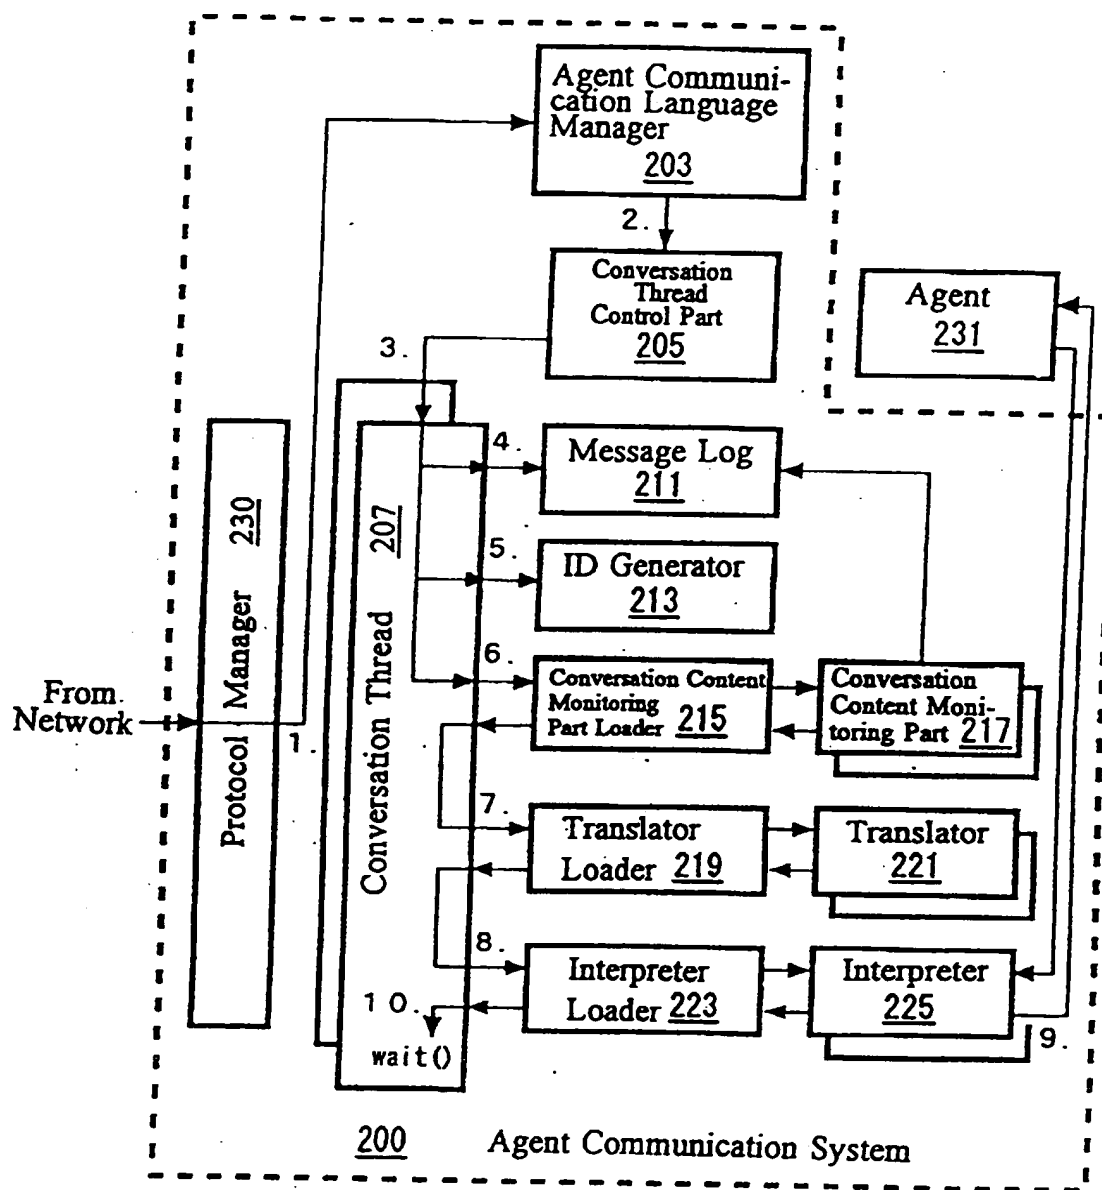 Agent Communi-
cation Language
Manager
203
2.
Conversation
Thread
Control Part
205
Agent
231
3.
4.
Message Log
211
5.
ID Generator
213
6.
Conversation Content
Monitoring
Part Loader 215
Conversation
Content Moni-
toring Part 217
From
Network
1.
Protocol Manager 230
Conversation Thread 207
7.
Translator
Loader 219
Translator
221
8.
Interpreter
Loader 223
Interpreter
225
9.
10.
wait()
200 Agent Communication System